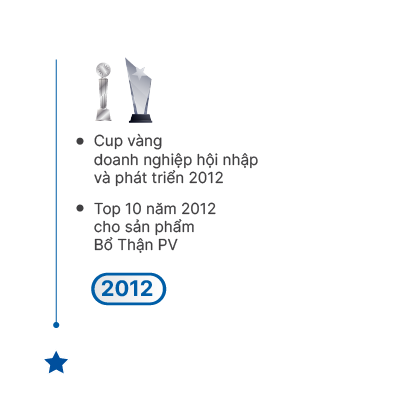 Cup vàng
doanh nghiệp hội nhập
và phát triển 2012
Top 10 năm 2012
cho sản phẩm
Bổ Thận PV
2012